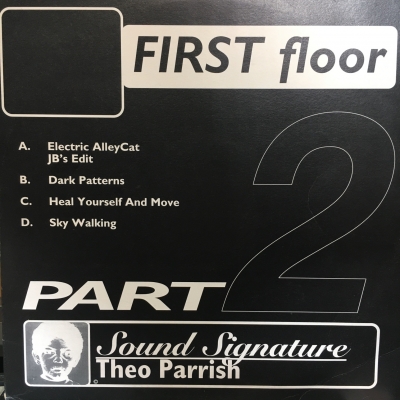 FIRST floor
A. Electric AlleyCat
JB's Edit
B. Dark Patterns
C. Heal Yourself And Move
D. Sky Walking
2
PART
Sound Signature
Theo Parrish
©